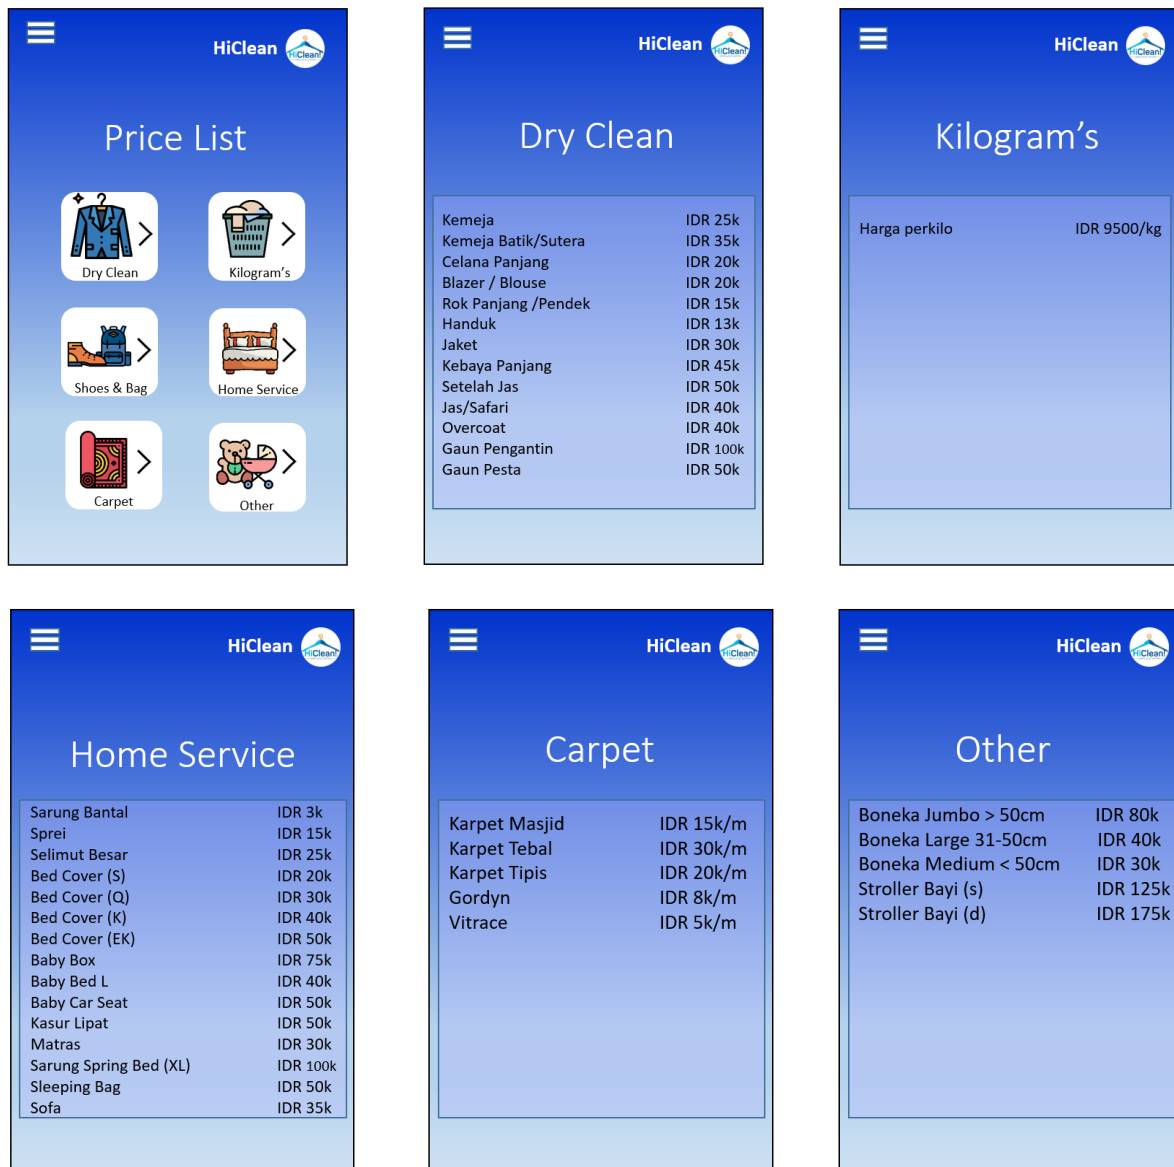 HiClean
HiClean!
Price List
Dry Clean
Kilogram's
Shoes & Bag
Home Service
Carpet
Other
HiClean
HiClean!
Dry Clean
Kemeja IDR 25k
Kemeja Batik/Sutera IDR 35k
Celana Panjang IDR 20k
Blazer / Blouse IDR 20k
Rok Panjang /Pendek IDR 15k
Handuk IDR 13k
Jaket IDR 30k
Kebaya Panjang IDR 45k
Setelah Jas IDR 50k
Jas/Safari IDR 40k
Overcoat IDR 40k
Gaun Pengantin IDR 100k
Gaun Pesta IDR 50k
HiClean
HiClean!
Kilogram's
Harga perkilo IDR 9500/kg
HiClean
HiClean!
Home Service
Sarung Bantal IDR 3k
Sprei IDR 15k
Selimut Besar IDR 25k
Bed Cover (S) IDR 20k
Bed Cover (Q) IDR 30k
Bed Cover (K) IDR 40k
Bed Cover (EK) IDR 50k
Baby Box IDR 75k
Baby Bed L IDR 40k
Baby Car Seat IDR 50k
Kasur Lipat IDR 50k
Matras IDR 30k
Sarung Spring Bed (XL) IDR 100k
Sleeping Bag IDR 50k
Sofa IDR 35k
HiClean
HiClean!
Carpet
Karpet Masjid IDR 15k/m
Karpet Tebal IDR 30k/m
Karpet Tipis IDR 20k/m
Gordyn IDR 8k/m
Vitrace IDR 5k/m
HiClean
HiClean!
Other
Boneka Jumbo > 50cm IDR 80k
Boneka Large 31-50cm IDR 40k
Boneka Medium < 50cm IDR 30k
Stroller Bayi (s) IDR 125k
Stroller Bayi (d) IDR 175k